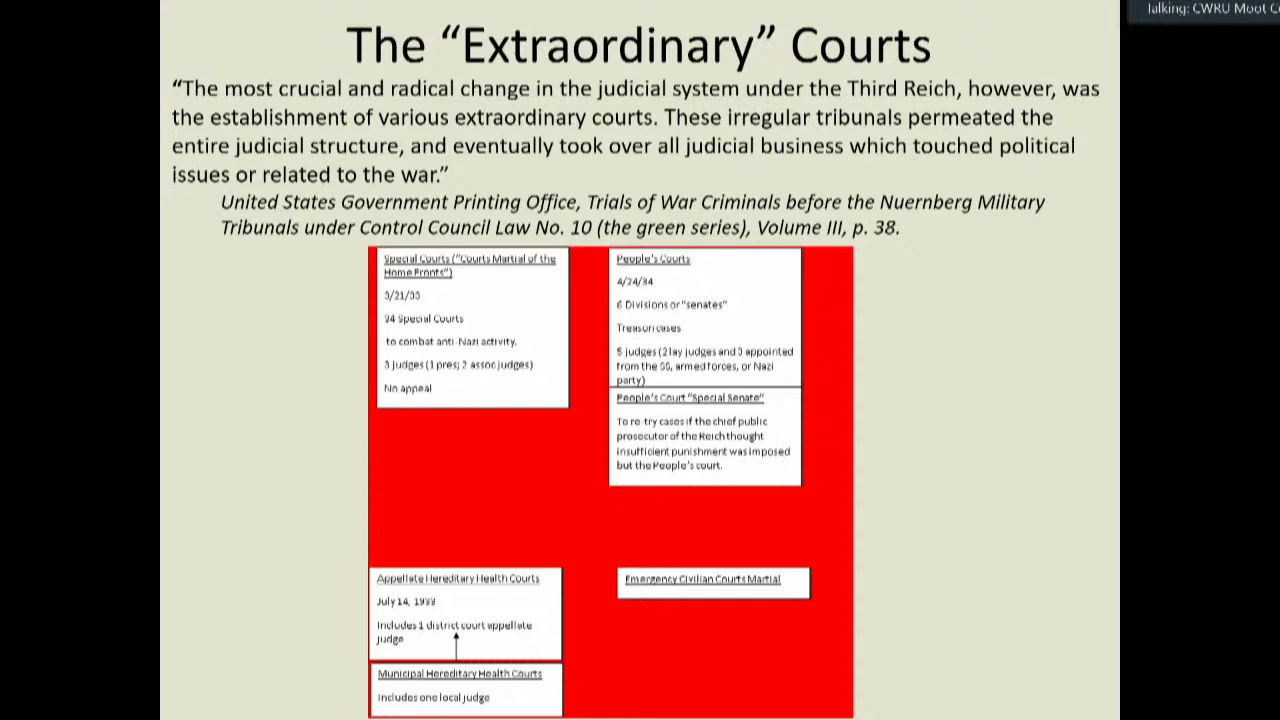 Talking: CWRU Moot C
The “Extraordinary” Courts
“The most crucial and radical change in the judicial system under the Third Reich, however, was
the establishment of various extraordinary courts. These irregular tribunals permeated the
entire judicial structure, and eventually took over all judicial business which touched political
issues or related to the war.”
United States Government Printing Office, Trials of War Criminals before the Nuernberg Military
Tribunals under Control Council Law No. 10 (the green series), Volume III, p. 38.
Special Courts (“Courts Martial of the
Home Fronts”)
3/21/33
94 Special Courts
to combat anti-Nazi activity.
3 Judges (1 pres; 2 assoc judges)
No appeal
People’s Courts
4/24/34
6 Divisions or “senates”
Treason cases
5 judges (2 lay judges and 3 appointed
from the SS, armed forces, or Nazi
party)
People’s Court “Special Senate”
To re-try cases if the chief public
prosecutor of the Reich thought
insufficient punishment was imposed
but the People’s court.
Appellate Hereditary Health Courts
July 14, 1933
Includes 1 district court appellate
judge
Emergency Civilian Courts Martial
Municipal Hereditary Health Courts
Includes one local judge